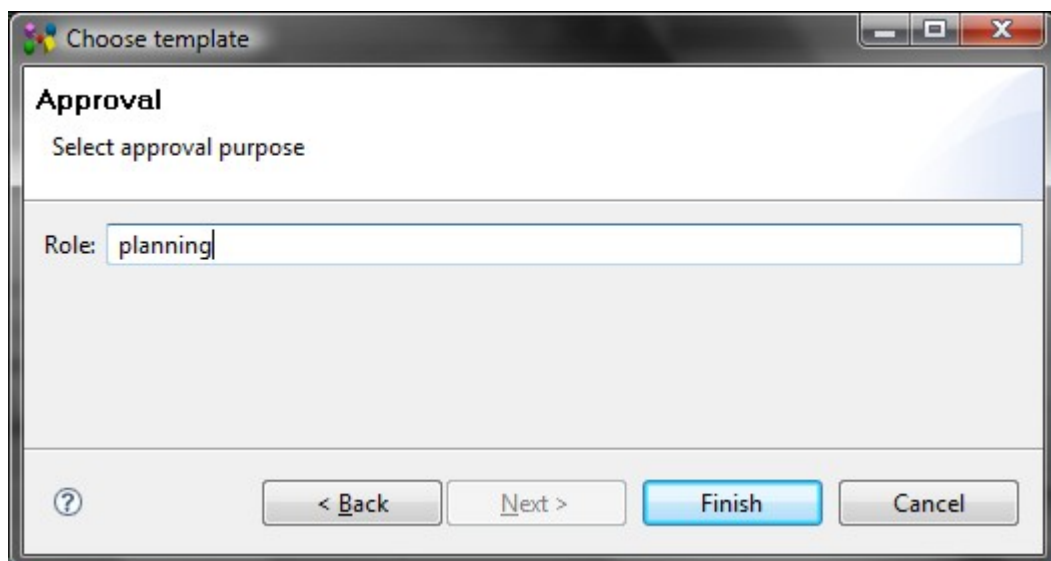 Choose template
Approval
Select approval purpose
Role: planning
< Back Next > Finish Cancel